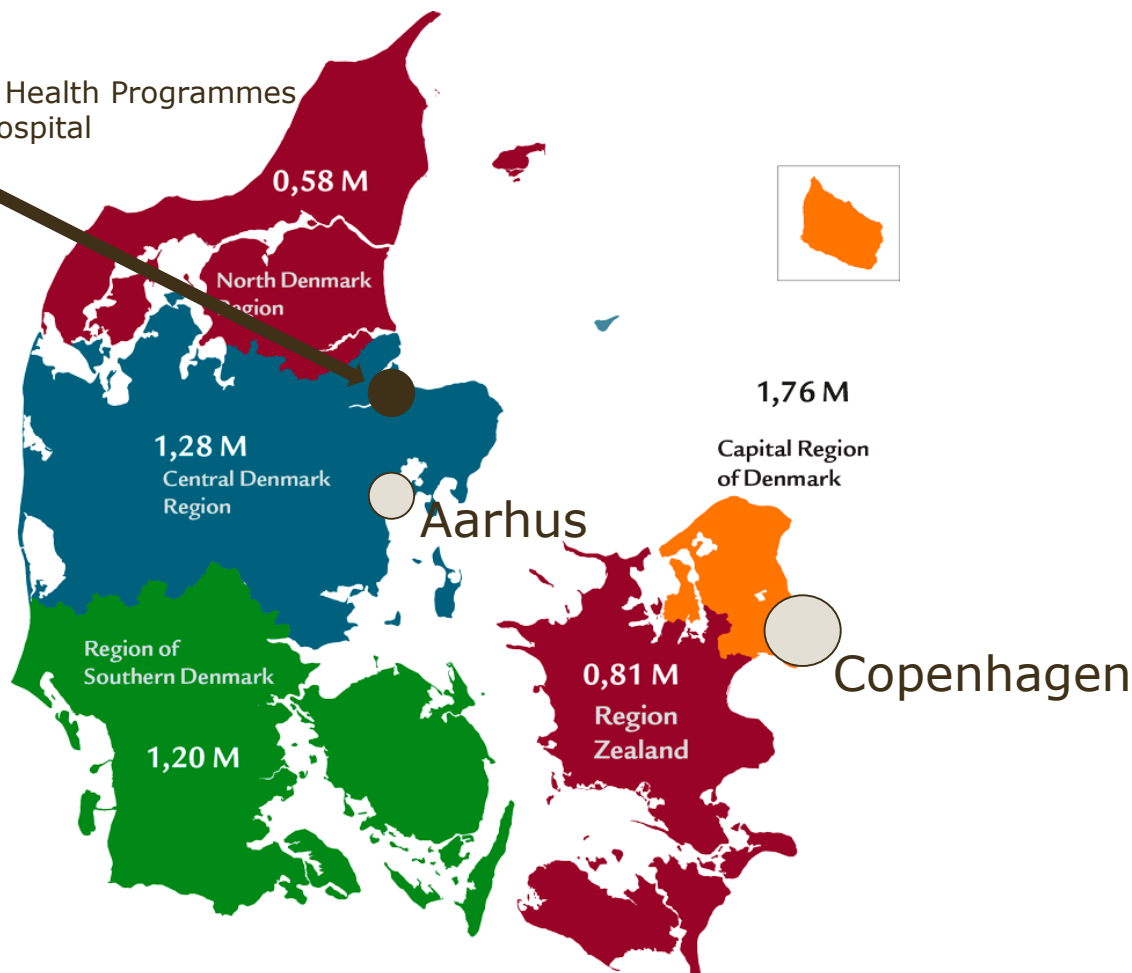 Health Programmes
0,58 M
North Denmark
Region
1,76 M
1,28 M
Central Denmark
Region
Capital Region
of Denmark
Aarhus
Region of
Southern Denmark
0,81 M
Copenhagen
Region
Zealand
1,20 M